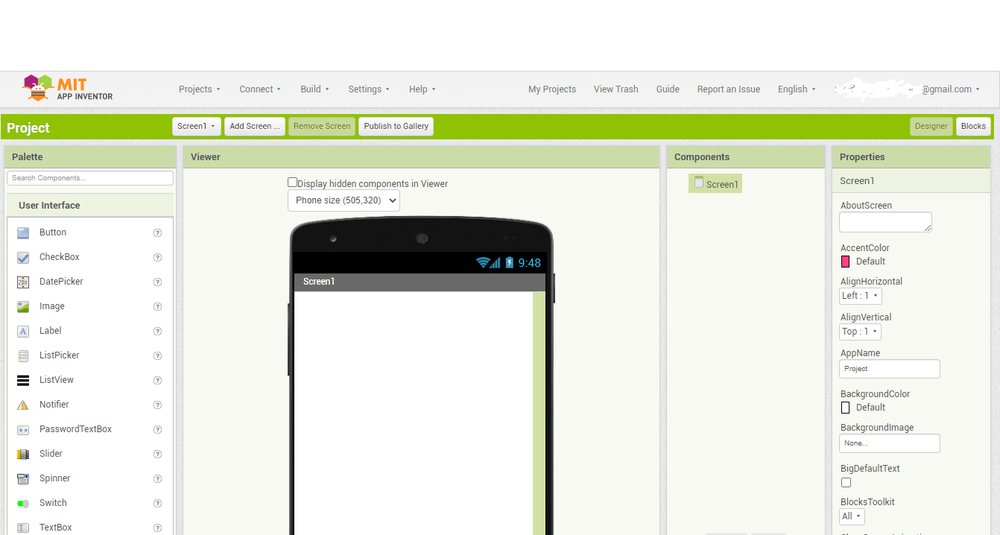 MIT
APP INVENTOR
Projects Connect Build Settings Help My Projects View Trash Guide Report an Issue English @gmail.com
Project Screen1 Add Screen ... Remove Screen Publish to Gallery Designer Blocks
Palette
Search Components...
User Interface
Button ?
CheckBox ?
DatePicker ?
Image ?
Label ?
ListPicker ?
ListView ?
Notifier ?
PasswordTextBox ?
Slider ?
Spinner ?
Switch ?
TextBox ?
Viewer
Display hidden components in Viewer
Phone size (505,320)
9:48
Screen1
Components
Screen1
Properties
Screen1
AboutScreen
AccentColor
Default
AlignHorizontal
Left : 1
AlignVertical
Top : 1
AppName
Project
BackgroundColor
Default
BackgroundImage
None...
BigDefaultText
BlocksToolkit
All